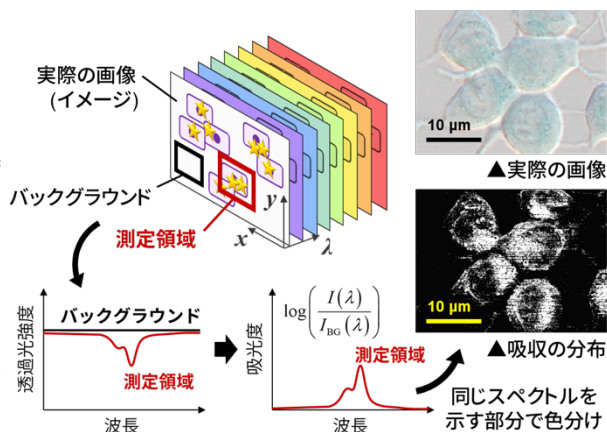 実際の画像
(イメージ)
バックグラウンド
測定領域
x
y
λ
10 µm
▲実際の画像
10 µm
▲吸収の分布
透過光強度
バックグラウンド
測定領域
波長
吸光度
log(I(λ)/I_BG(λ))
測定領域
波長
同じスペクトルを
示す部分で色分け